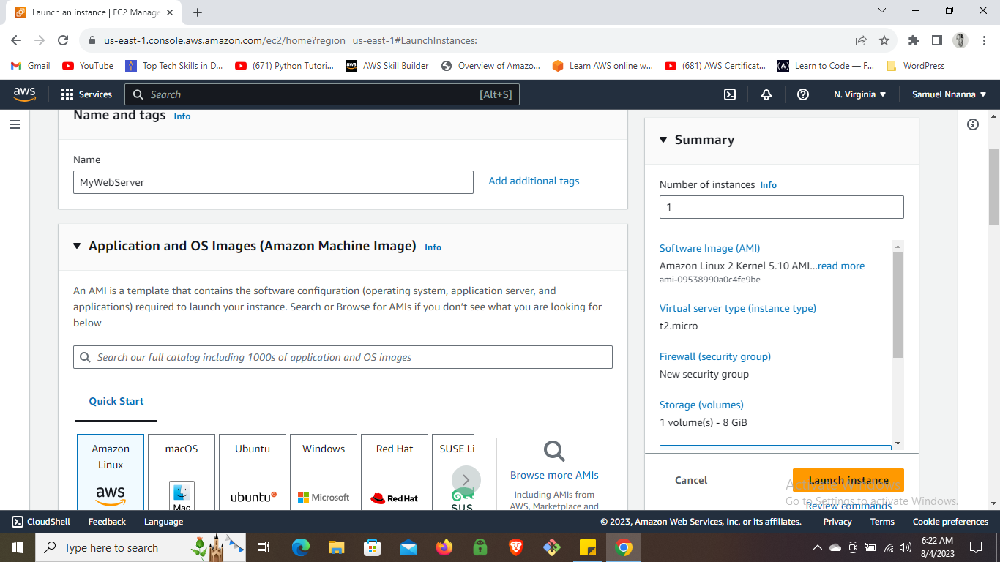 Launch an instance | EC2 Manage
us-east-1.console.aws.amazon.com/ec2/home?region=us-east-1#LaunchInstances:
Gmail
YouTube
Top Tech Skills in D...
(671) Python Tutori...
aws
AWS Skill Builder
Overview of Amazo...
Learn AWS online w...
(681) AWS Certificat...
Learn to Code — F...
WordPress
aws
Services
Search
[Alt+S]
N. Virginia
Samuel Nnanna
Name and tags Info
Name
MyWebServer
Add additional tags
Application and OS Images (Amazon Machine Image) Info
An AMI is a template that contains the software configuration (operating system, application server, and
applications) required to launch your instance. Search or Browse for AMIs if you don't see what you are looking for
below
Search our full catalog including 1000s of application and OS images
Quick Start
Amazon
Linux
aws
macOS
Mac
Ubuntu
ubuntu
Windows
Microsoft
Red Hat
Red Hat
SUSE Li
SUS
Browse more AMIs
Including AMIs from
AWS, Marketplace and
Summary
Number of instances Info
1
Software Image (AMI)
Amazon Linux 2 Kernel 5.10 AMI...read more
ami-09538990a0c4fe9be
Virtual server type (instance type)
t2.micro
Firewall (security group)
New security group
Storage (volumes)
1 volume(s) - 8 GiB
Cancel
Launch instance
Review commands
Activate Windows
Go to Settings to activate Windows.
CloudShell
Feedback
Language
© 2023, Amazon Web Services, Inc. or its affiliates.
Privacy
Terms
Cookie preferences
Type here to search
6:22 AM
8/4/2023